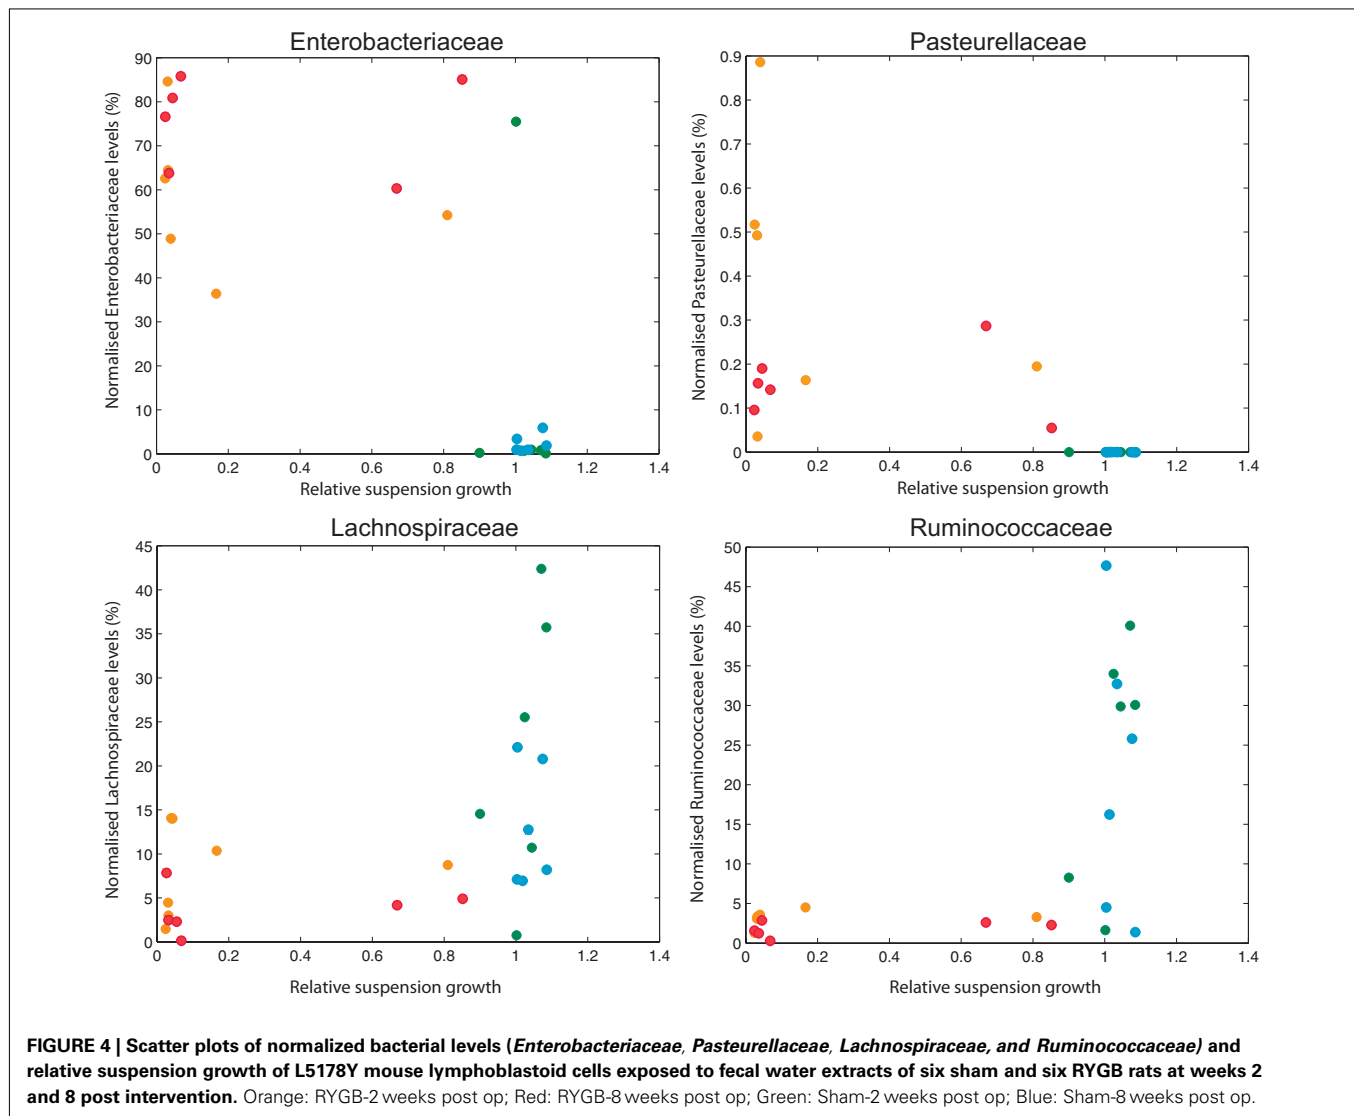 Enterobacteriaceae
Normalised Enterobacteriaceae levels (%)
90
80
70
60
50
40
30
20
10
0
0 0.2 0.4 0.6 0.8 1 1.2 1.4
Relative suspension growth
Pasteurellaceae
Normalised Pasteurellaceae levels (%)
0.9
0.8
0.7
0.6
0.5
0.4
0.3
0.2
0.1
0
0 0.2 0.4 0.6 0.8 1 1.2 1.4
Relative suspension growth
Lachnospiraceae
Normalised Lachnospiraceae levels (%)
45
40
35
30
25
20
15
10
5
0
0 0.2 0.4 0.6 0.8 1 1.2 1.4
Relative suspension growth
Ruminococcaceae
Normalised Ruminococcaceae levels (%)
50
45
40
35
30
25
20
15
10
5
0
0 0.2 0.4 0.6 0.8 1 1.2 1.4
Relative suspension growth
FIGURE 4 | Scatter plots of normalized bacterial levels (Enterobacteriaceae, Pasteurellaceae, Lachnospiraceae, and Ruminococcaceae) and
relative suspension growth of L5178Y mouse lymphoblastoid cells exposed to fecal water extracts of six sham and six RYGB rats at weeks 2
and 8 post intervention. Orange: RYGB-2 weeks post op; Red: RYGB-8 weeks post op; Green: Sham-2 weeks post op; Blue: Sham-8 weeks post op.